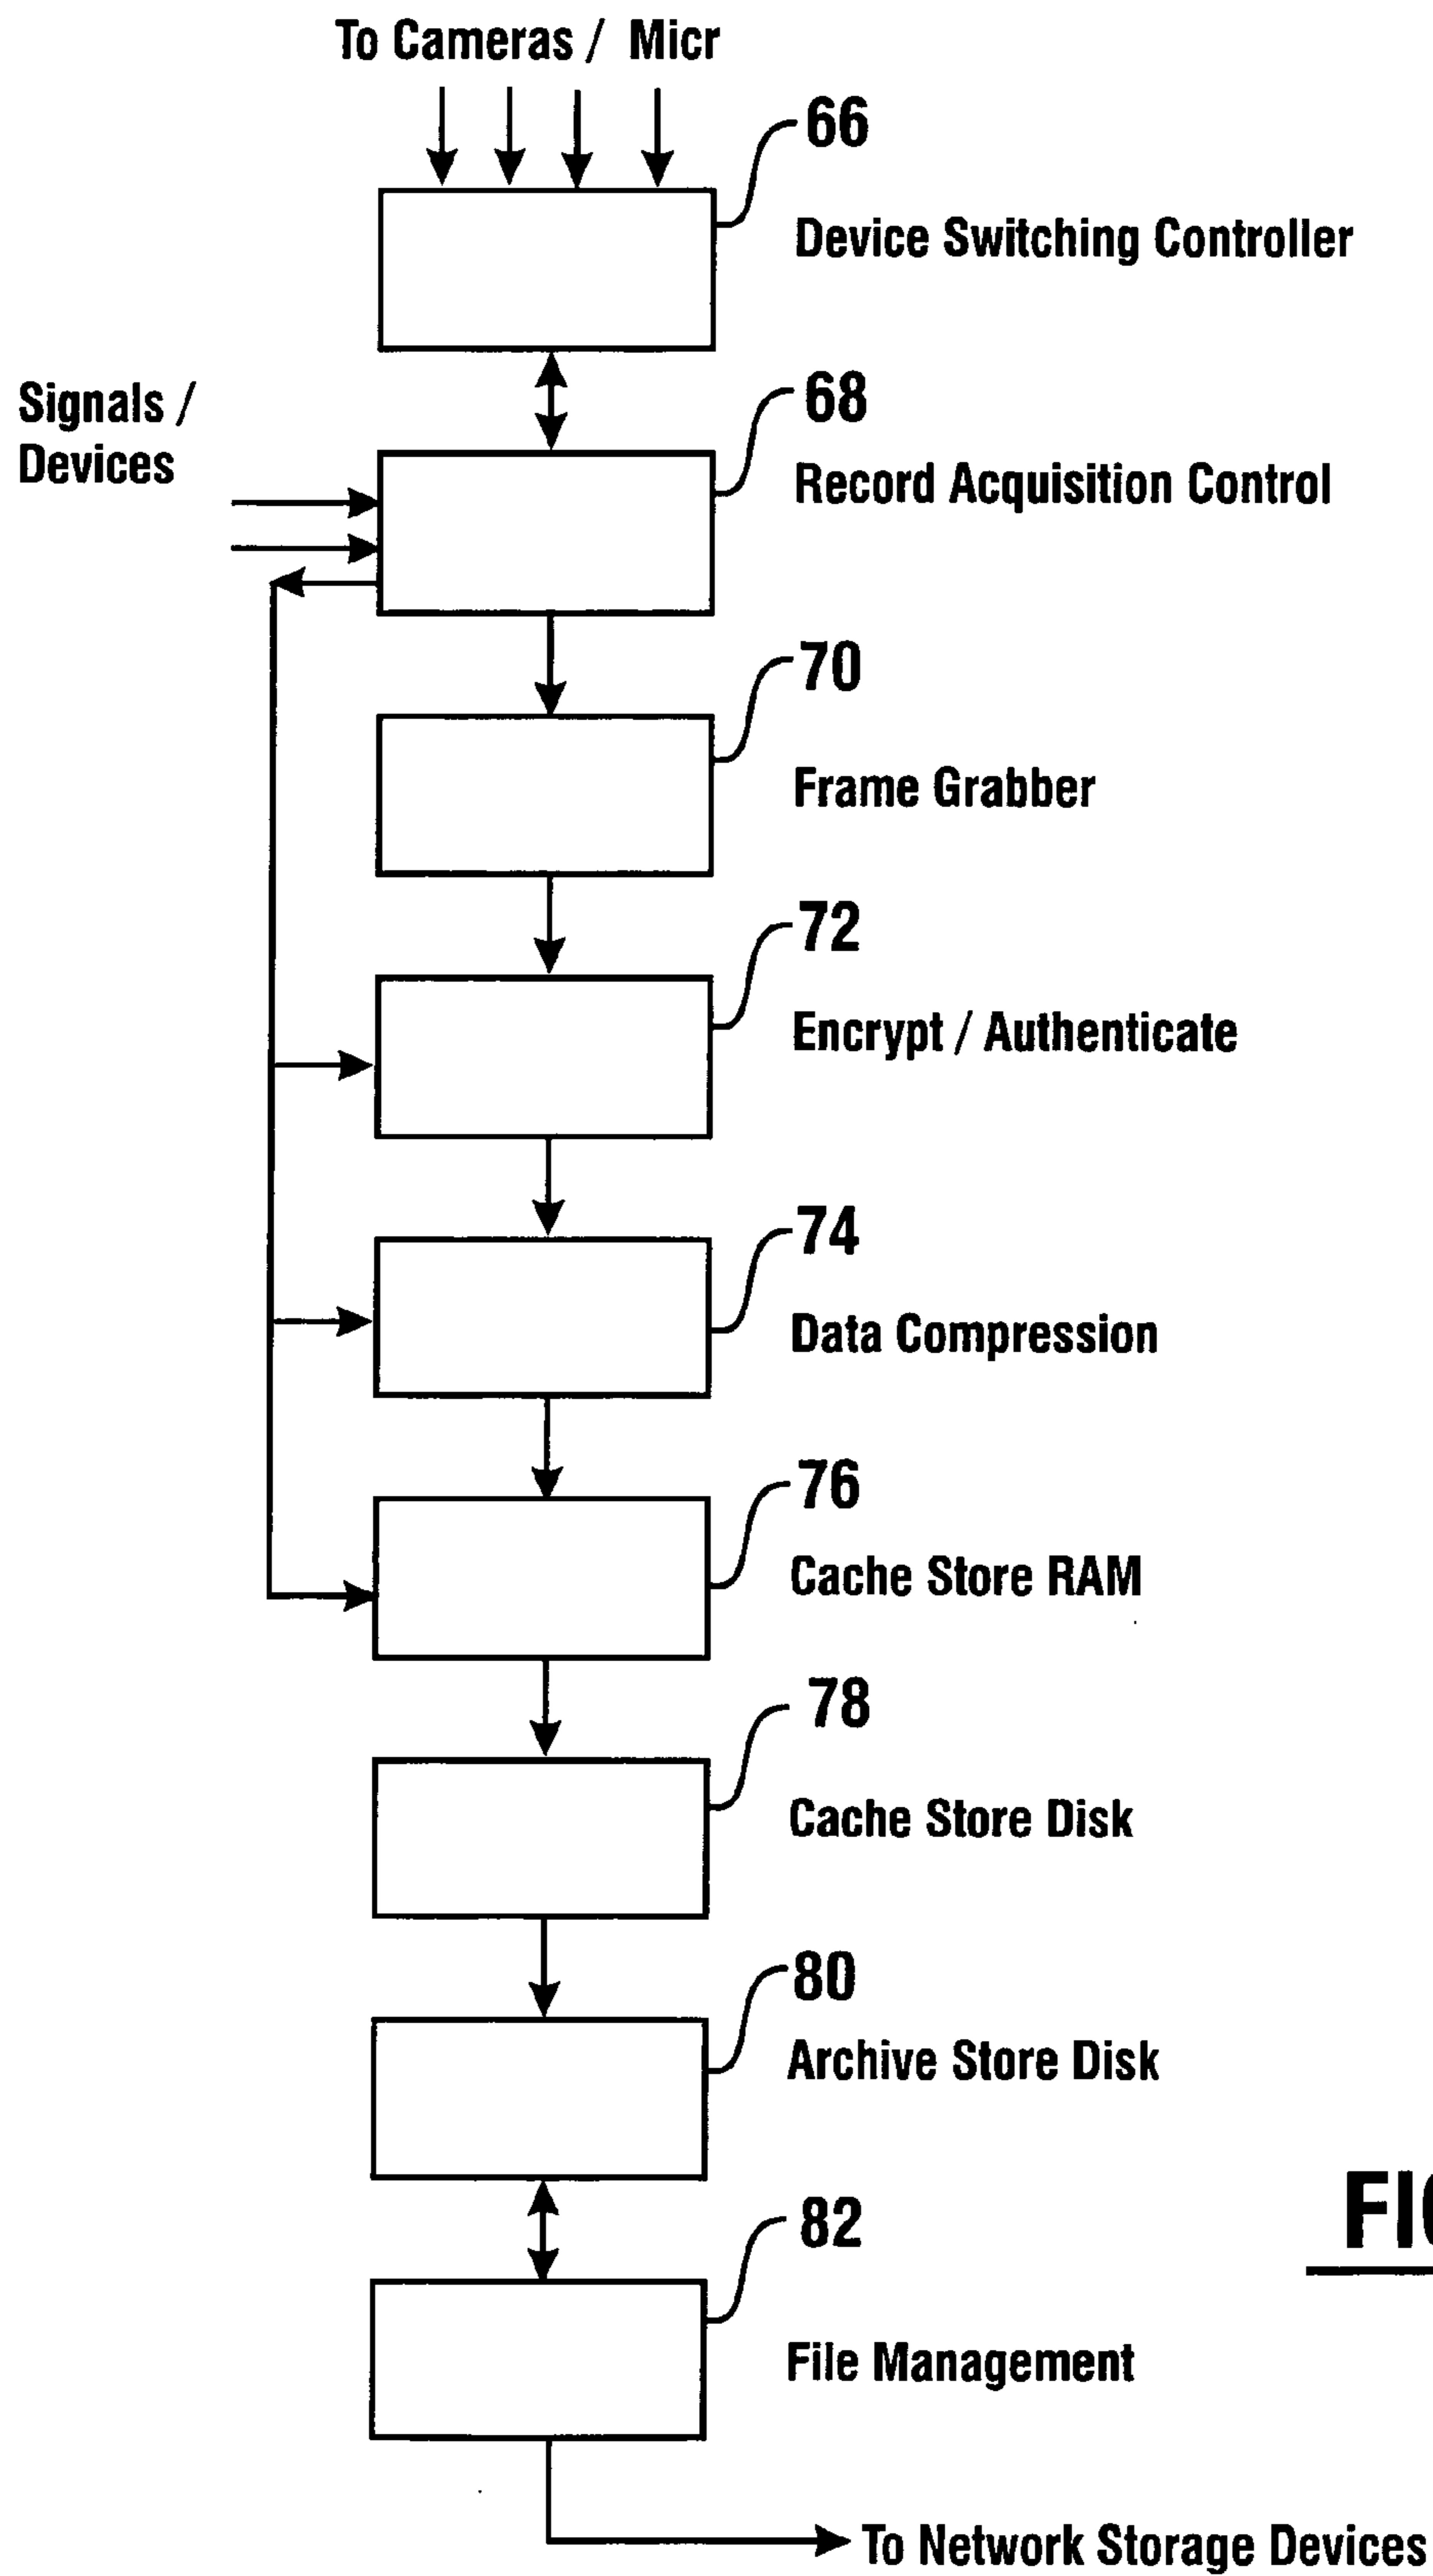 To Cameras / Micr
66
Device Switching Controller
Signals /
Devices
68
Record Acquisition Control
70
Frame Grabber
72
Encrypt / Authenticate
74
Data Compression
76
Cache Store RAM
78
Cache Store Disk
80
Archive Store Disk
82
File Management
To Network Storage Devices